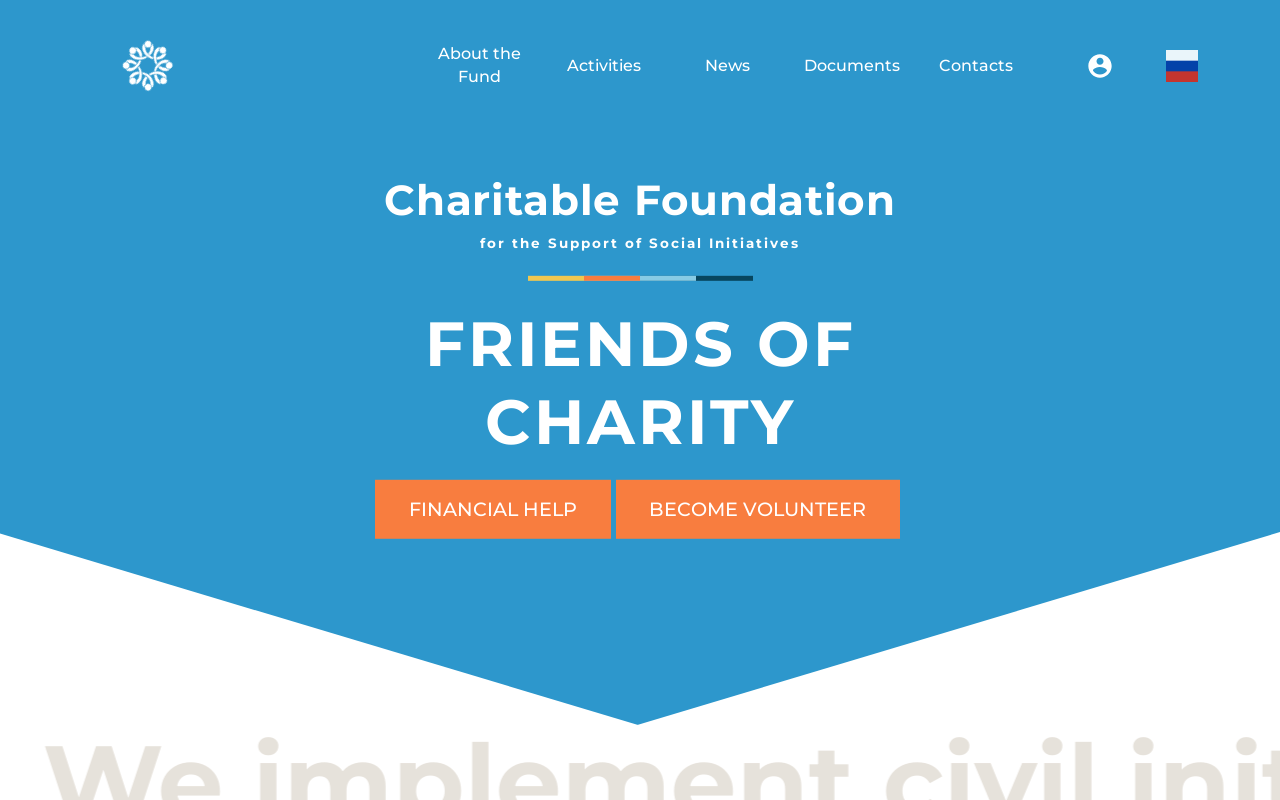 About the
Fund
Activities
News
Documents
Contacts
Charitable Foundation
for the Support of Social Initiatives
FRIENDS OF
CHARITY
FINANCIAL HELP
BECOME VOLUNTEER
We implement civil init